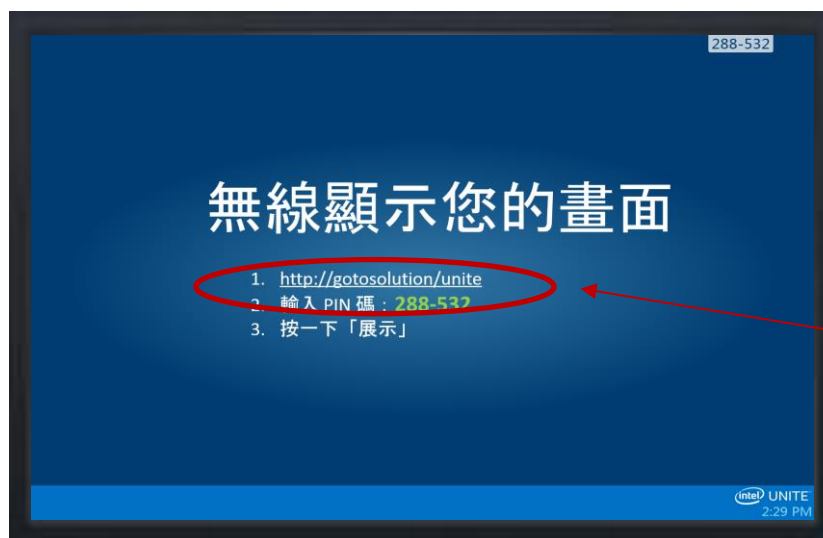 288-532
無線顯示您的畫面
1. http://gotosolution/unite
2. 輸入 PIN 碼：288-532
3. 按一下「展示」
intel UNITE
2:29 PM